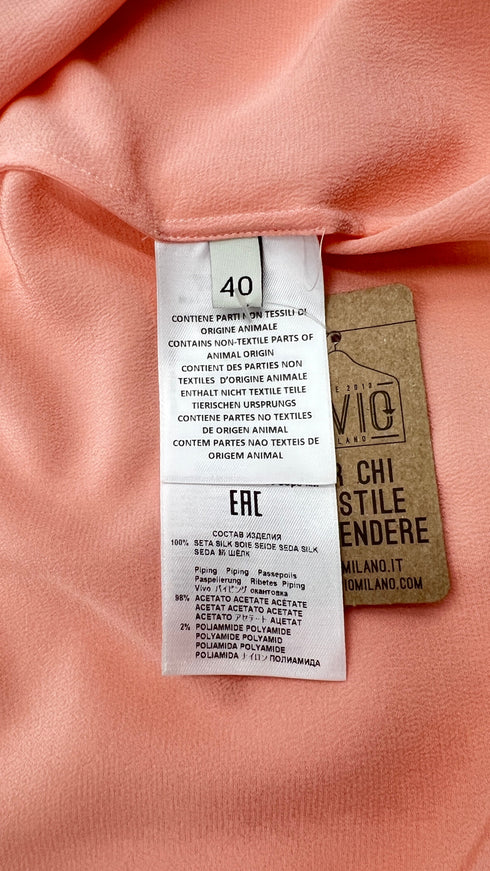 40
CONTIENE PARTI NON TESSILI DI
ORIGINE ANIMALE
CONTAINS NON-TEXTILE PARTS OF
ANIMAL ORIGIN
CONTIENT DES PARTIES NON
TEXTILES D'ORIGINE ANIMALE
ENTHALT NICHT TEXTILE TEILE
TIERISCHEN URSPRUNGS
CONTIENE PARTES NO TEXTILES
DE ORIGEN ANIMAL
CONTEM PARTES NAO TEXTEIS DE
ORIGEM ANIMAL
EAC
СОСТАВ ИЗДЕЛИЯ
100% SETA SILK SOIE SEIDE SEDA SILK
SEDA 絹 ШЁЛК
Piping Piping Passepoils
Paspelierung Ribetes Piping
Vivo パイピング окантовка
98% ACETATO ACETATE ACÉTATE
ACETAT ACETATO ACETATE
ACETATO アセテート АЦЕТАТ
2% POLIAMMIDE POLYAMIDE
POLYAMID POLYAMIDE
POLIAMIDA POLYAMIDE
POLIAMIDA ナイロン ПОЛИАМИДА
2013
VIO
MILANO
R CHI
STILE
ENDERE
MILANO.IT
IOMILANO.COM